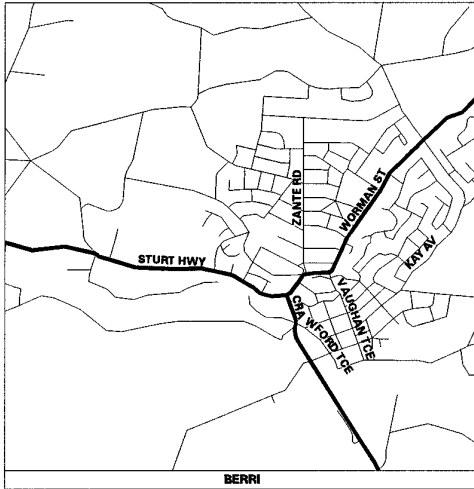 ZANTE RD
WORMAN ST
KAY AV
STURT HWY
VAUGHAN TCE
CRAWFORD TCE
BERRI